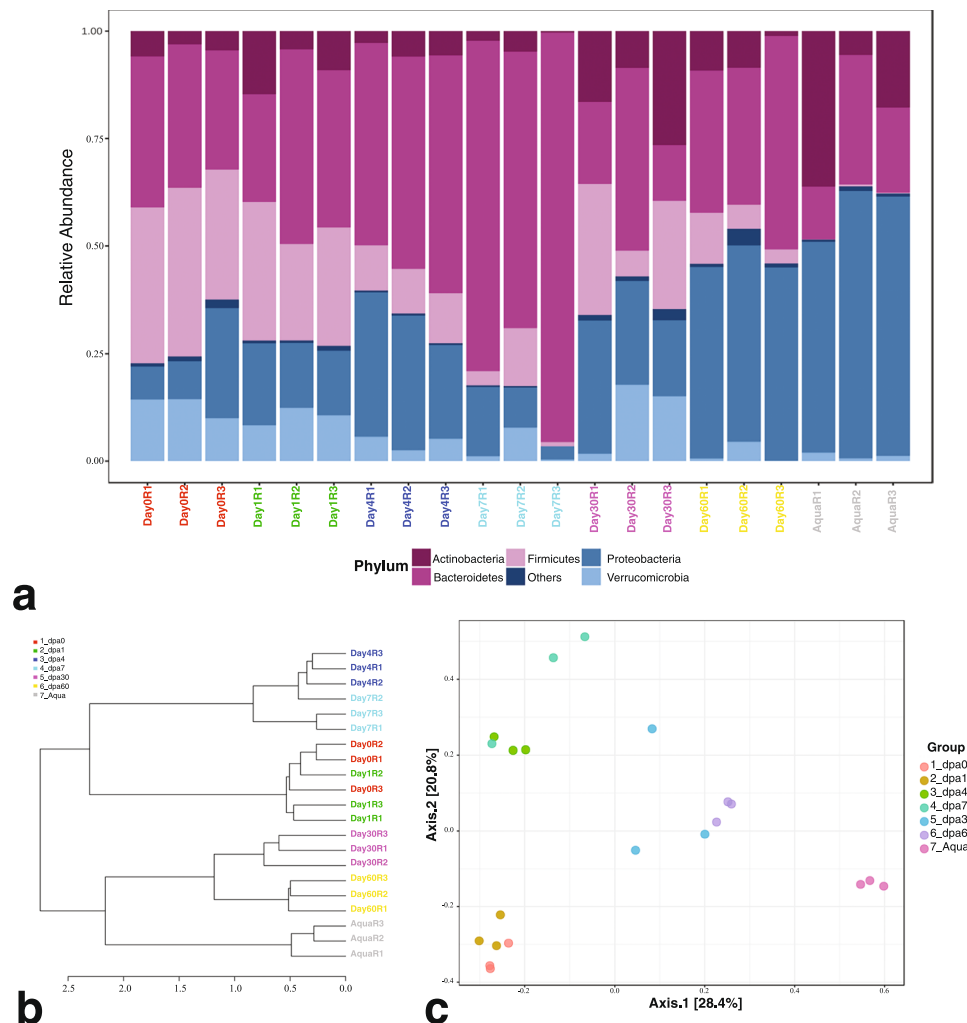 1.00
0.75
0.50
0.25
0.00
Relative Abundance
Day0R1
Day0R2
Day0R3
Day1R1
Day1R2
Day1R3
Day4R1
Day4R2
Day4R3
Day7R1
Day7R2
Day7R3
Day30R1
Day30R2
Day30R3
Day60R1
Day60R2
Day60R3
AquaR1
AquaR2
AquaR3
Phylum
Actinobacteria Firmicutes Proteobacteria
Bacteroidetes Others Verrucomicrobia
a
1_dpa0
2_dpa1
3_dpa4
4_dpa7
5_dpa30
6_dpa60
7_Aqua
Day4R3
Day4R1
Day4R2
Day7R2
Day7R3
Day7R1
Day0R2
Day0R1
Day1R2
Day0R3
Day1R3
Day1R1
Day30R3
Day30R1
Day30R2
Day60R3
Day60R2
Day60R1
AquaR3
AquaR2
AquaR1
2.5 2.0 1.5 1.0 0.5 0.0
b
0.4
0.2
0.0
-0.2
-0.4
Axis.2 [20.8%]
-0.2 0.0 0.2 0.4 0.6
Axis.1 [28.4%]
Group
1_dpa0
2_dpa1
3_dpa4
4_dpa7
5_dpa3
6_dpa6
7_Aqua
c